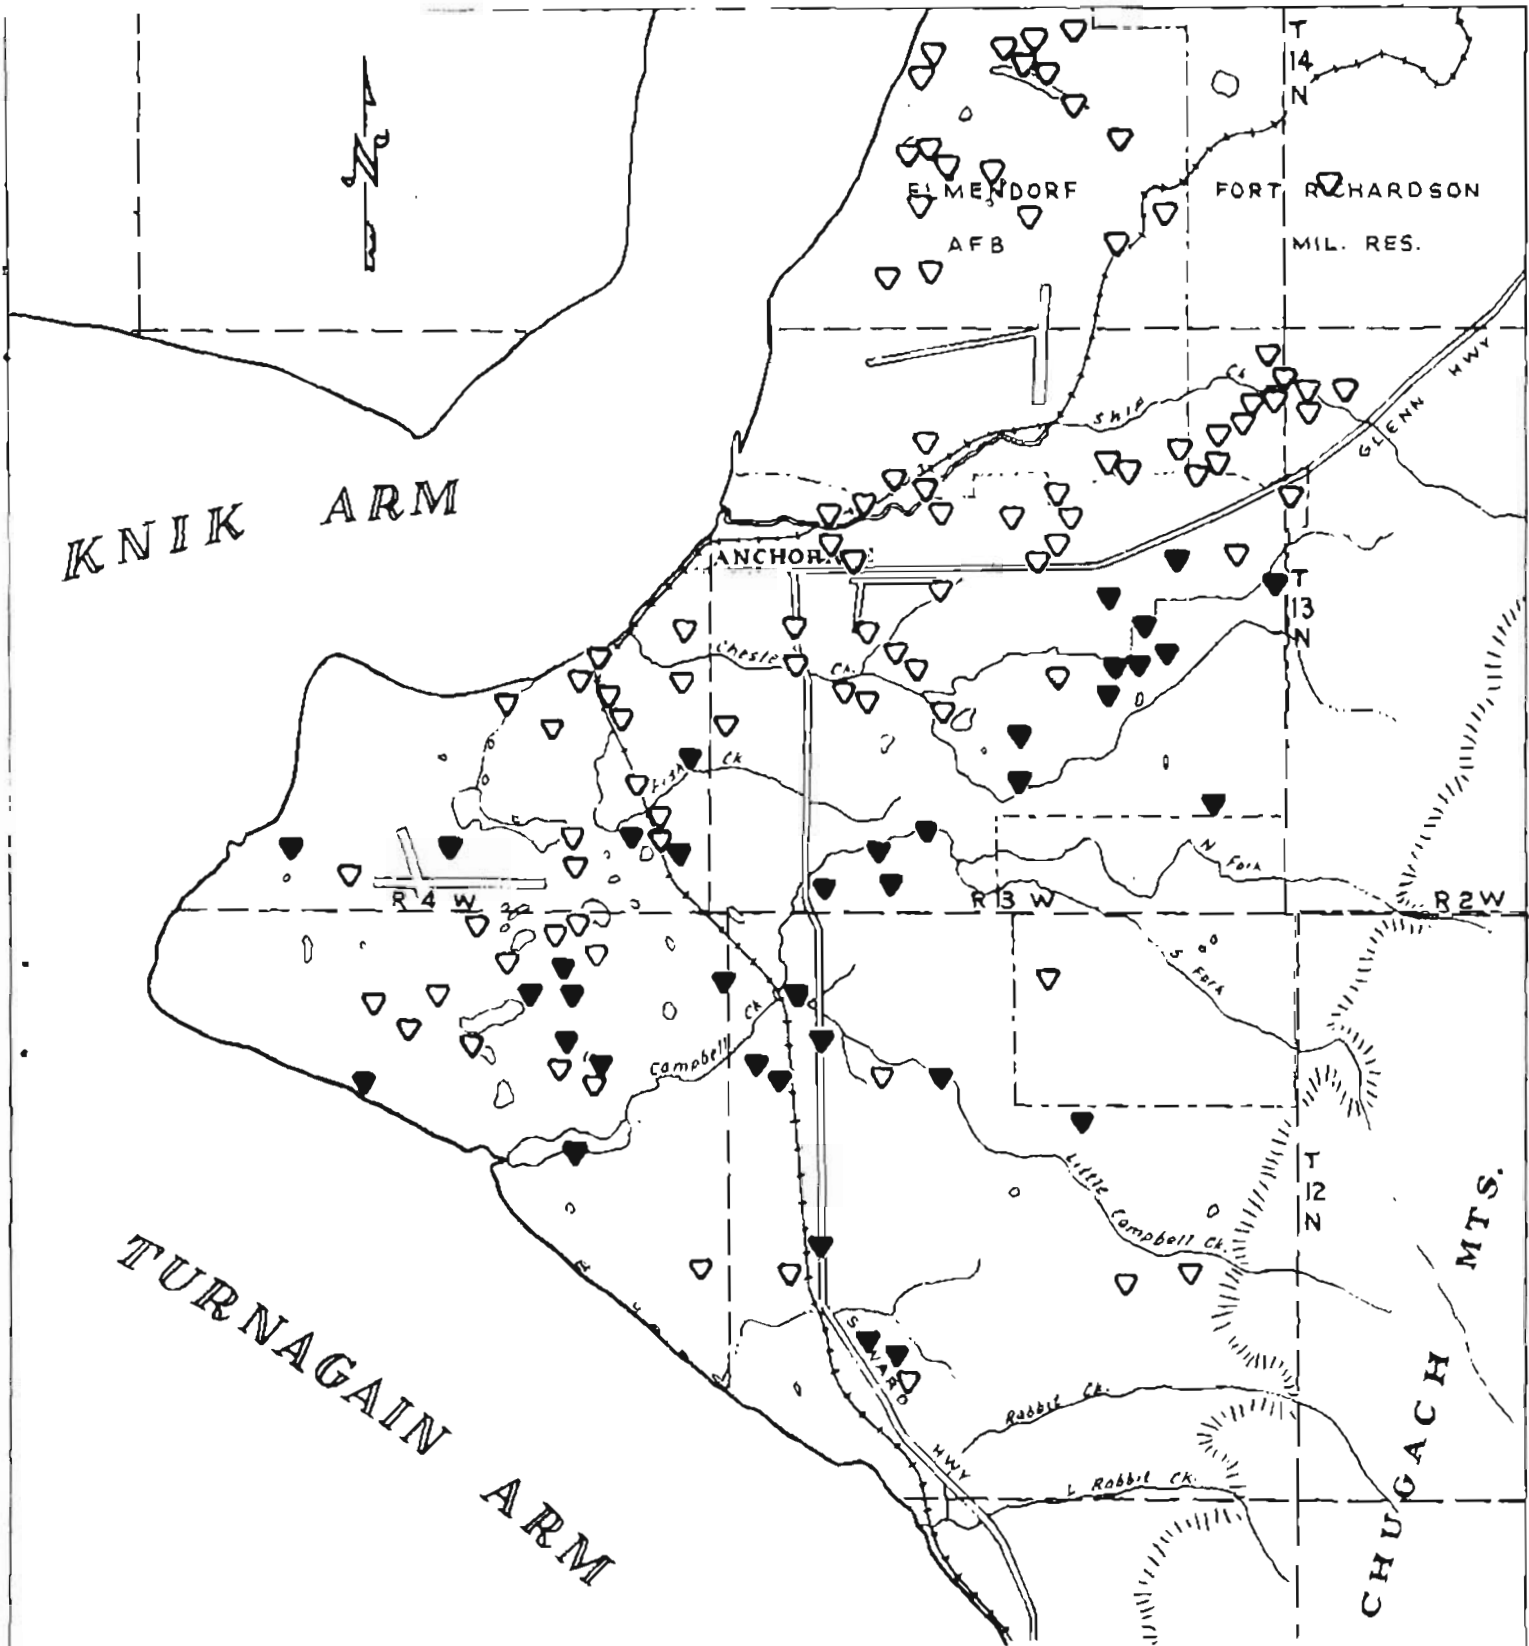 T
14
N
N
ELMENDORF
AFB
FORT RICHARDSON
MIL. RES.
GLENN HWY
Ship Ck
KNIK ARM
ANCHORAGE
T
13
N
Chester Ck.
Fish Ck
N Fork
R 4 W
R 13 W
R 2 W
S Fork
Campbell Ck
T
12
N
Little Campbell Ck.
TURNAGAIN ARM
SEWARD HWY
Rabbit Ck.
L Rabbit Ck.
CHUGACH MTS.